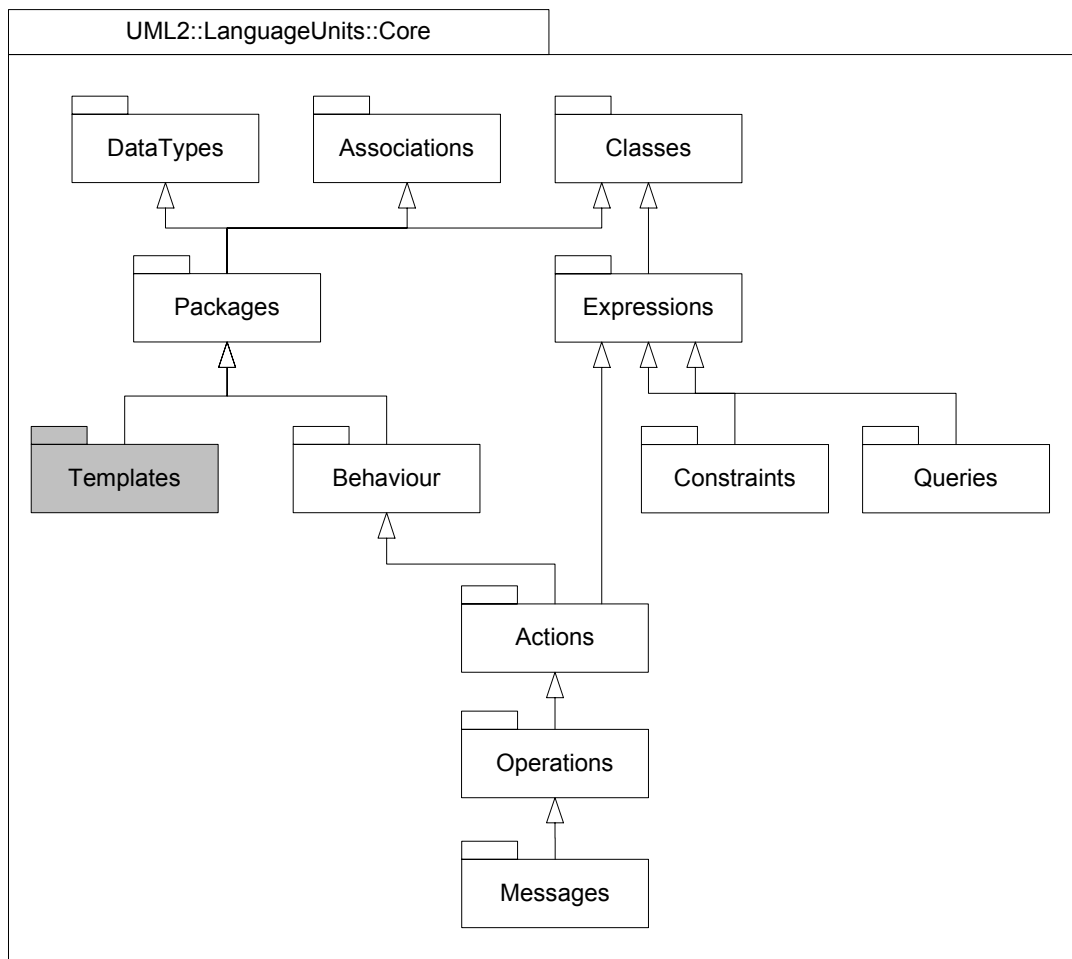 UML2::LanguageUnits::Core
DataTypes
Associations
Classes
Packages
Expressions
Templates
Behaviour
Constraints
Queries
Actions
Operations
Messages